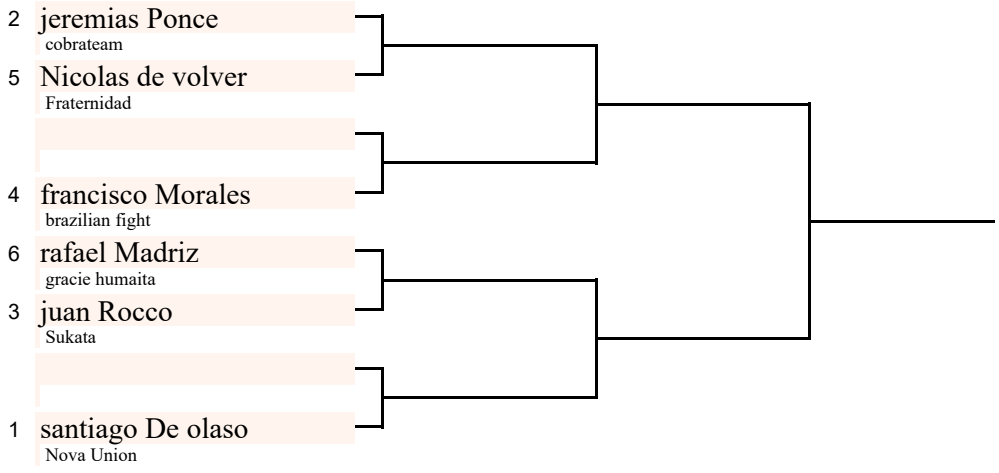 2 jeremias Ponce
cobrateam
5 Nicolas de volver
Fraternidad
4 francisco Morales
brazilian fight
6 rafael Madriz
gracie humaita
3 juan Rocco
Sukata
1 santiago De olaso
Nova Union